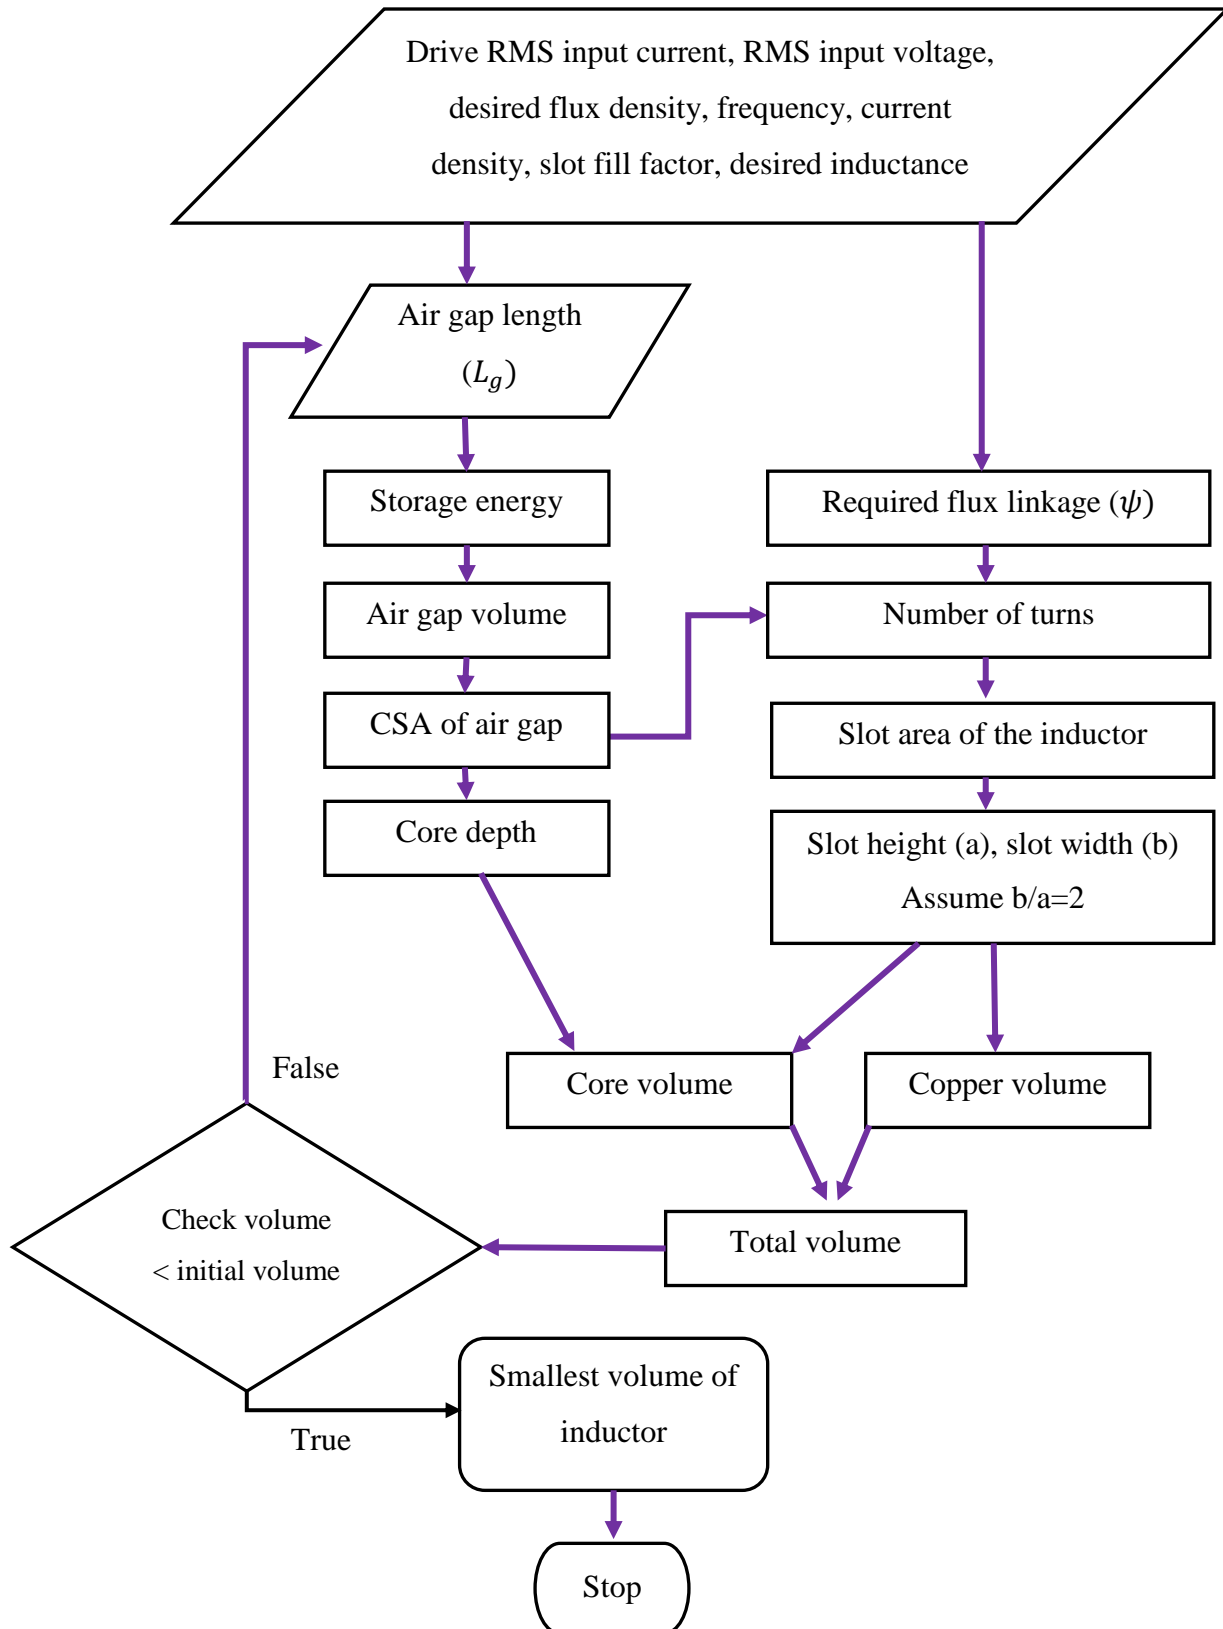 Drive RMS input current, RMS input voltage,
desired flux density, frequency, current
density, slot fill factor, desired inductance
Air gap length
(𝐿𝑔)
Storage energy
Required flux linkage (𝜓)
Air gap volume
Number of turns
CSA of air gap
Slot area of the inductor
Core depth
Slot height (a), slot width (b)
Assume b/a=2
False
Core volume
Copper volume
Check volume
< initial volume
Total volume
True
Smallest volume of
inductor
Stop